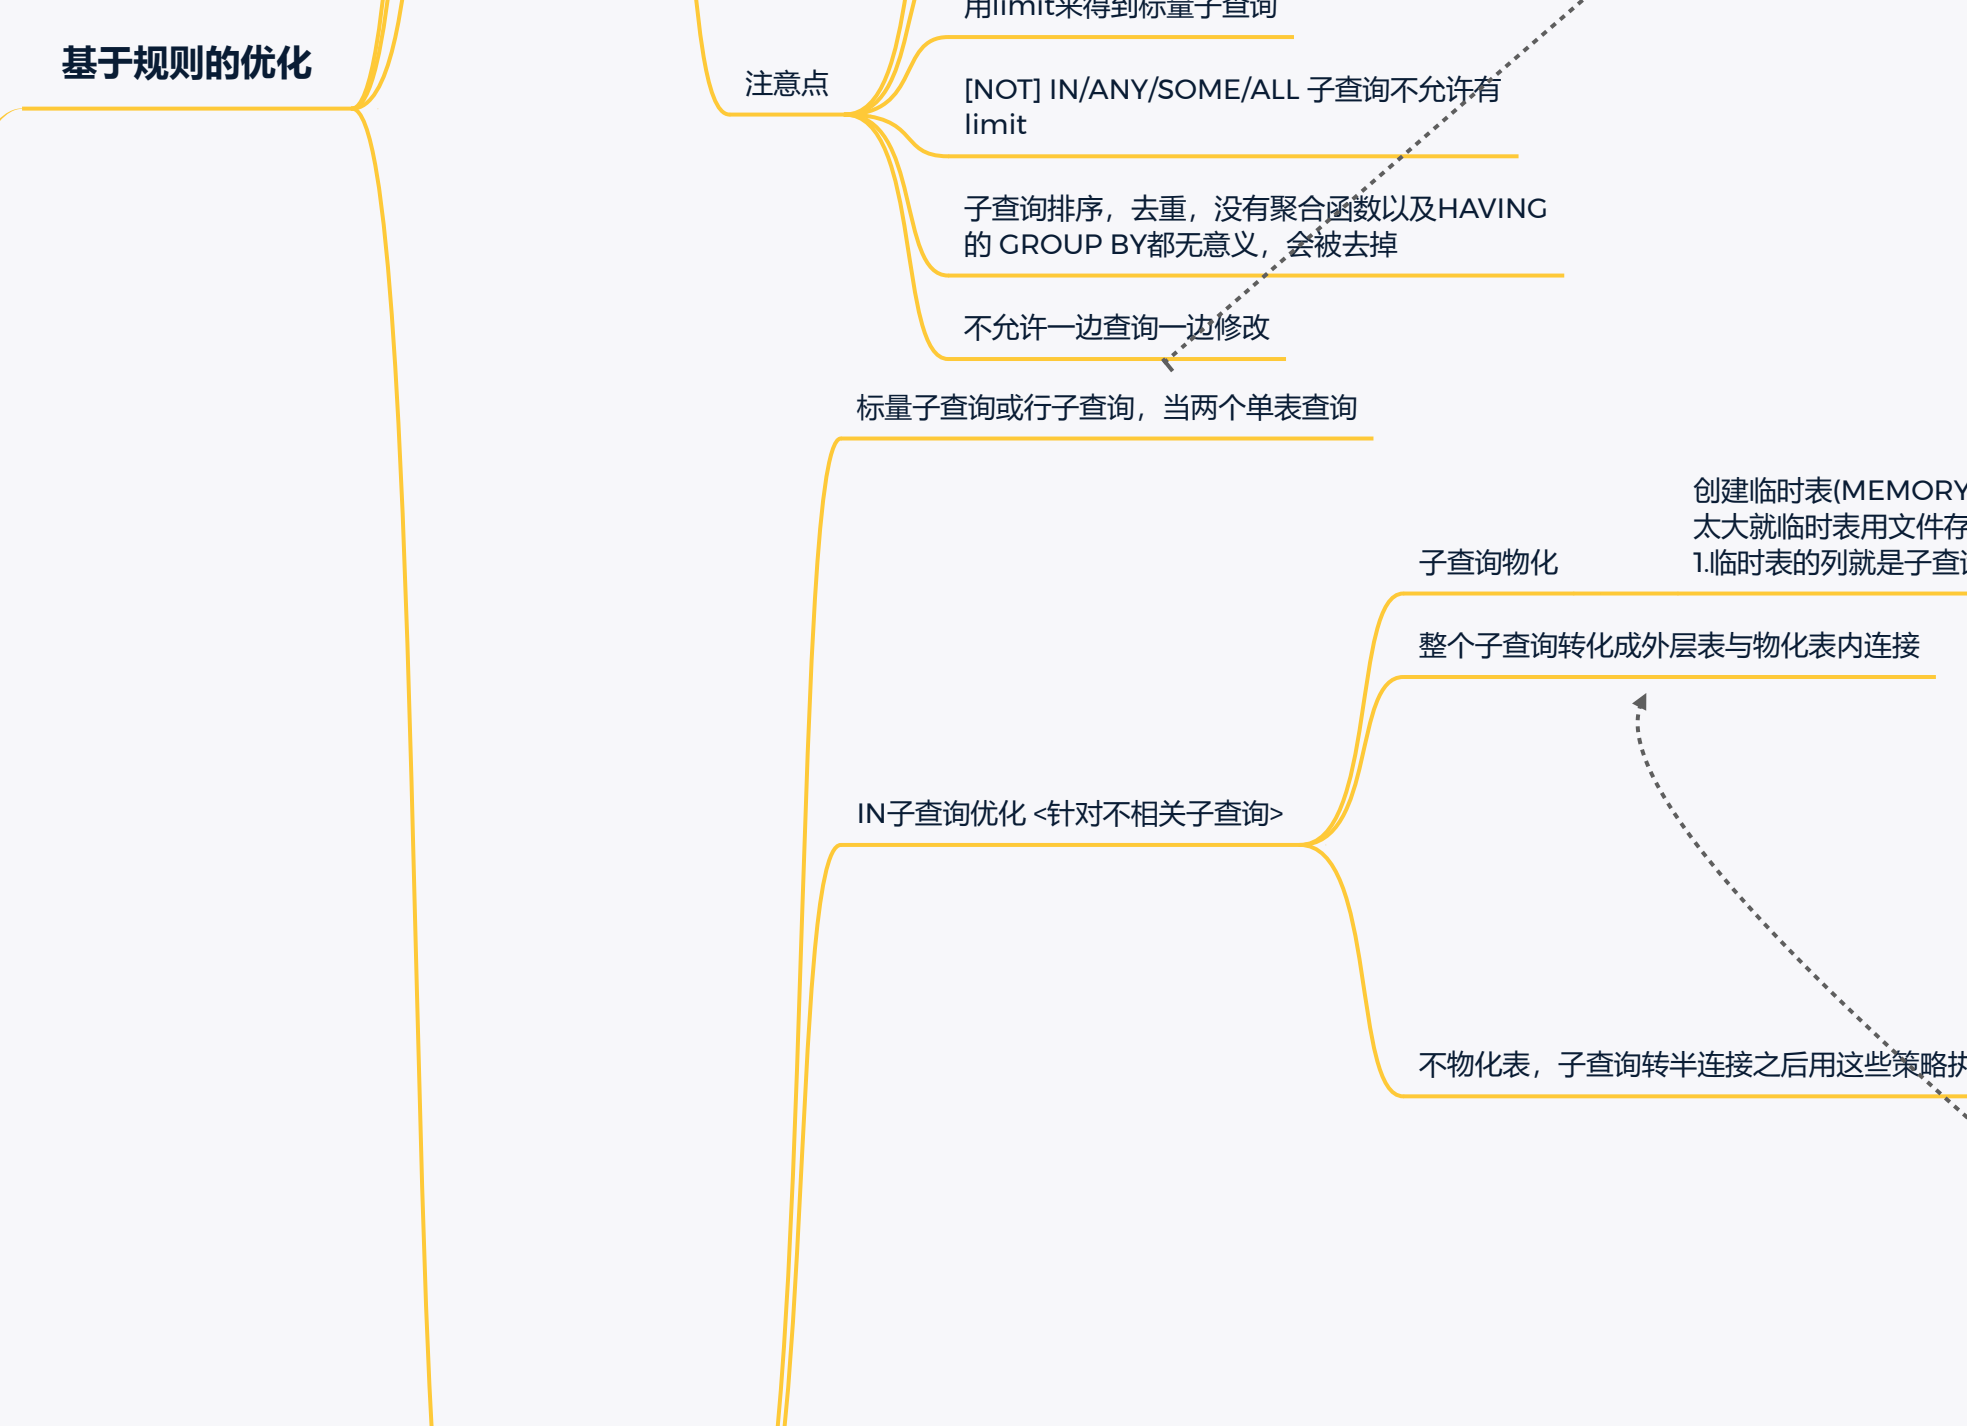 用limit来得到标量子查询
基于规则的优化
注意点
[NOT] IN/ANY/SOME/ALL 子查询不允许有
limit
子查询排序，去重，没有聚合函数以及HAVING
的 GROUP BY都无意义，会被去掉
不允许一边查询一边修改
标量子查询或行子查询，当两个单表查询
创建临时表(MEMORY
太大就临时表用文件存
子查询物化
1.临时表的列就是子查询
整个子查询转化成外层表与物化表内连接
IN子查询优化 <针对不相关子查询>
不物化表，子查询转半连接之后用这些策略执